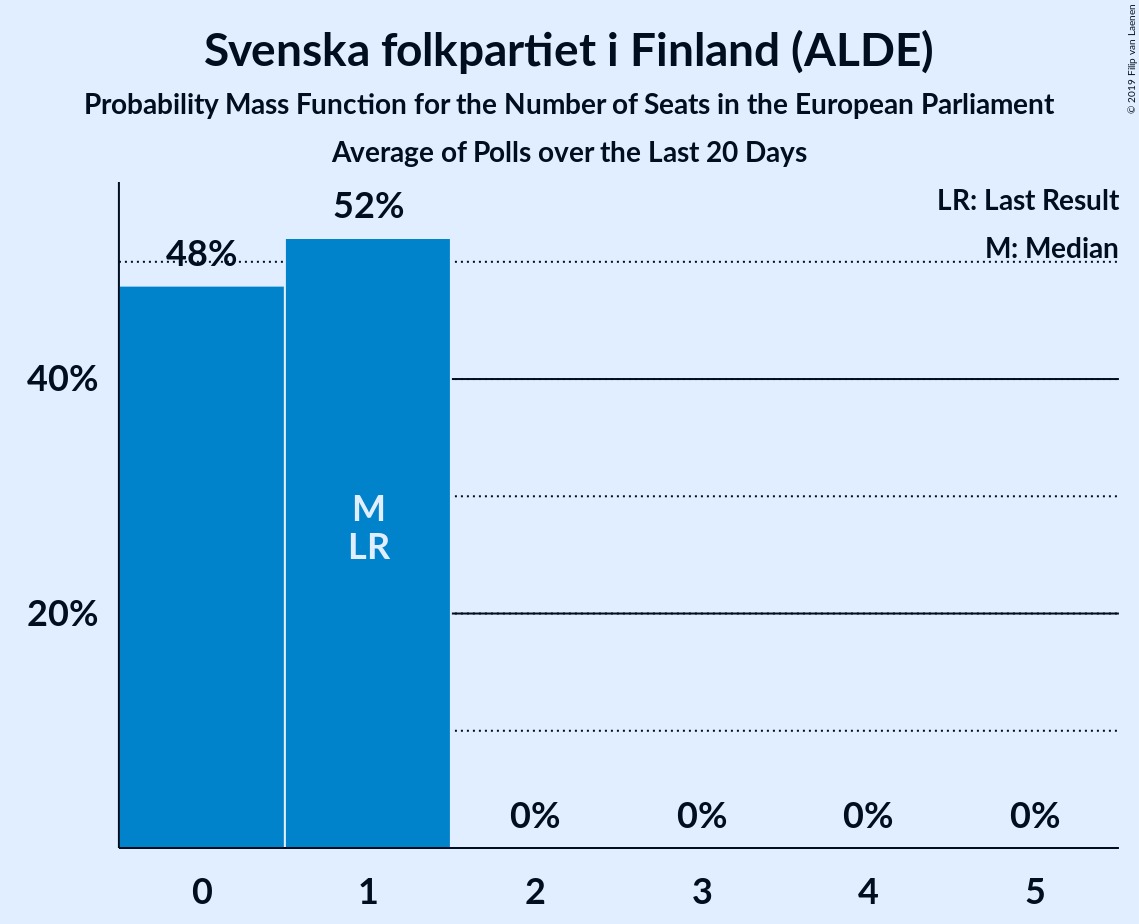 Svenska folkpartiet i Finland (ALDE)
Probability Mass Function for the Number of Seats in the European Parliament
Average of Polls over the Last 20 Days
© 2019 Filip van Laenen
LR: Last Result
M: Median
52%
48%
40%
20%
M
LR
0% 0% 0% 0%
0 1 2 3 4 5